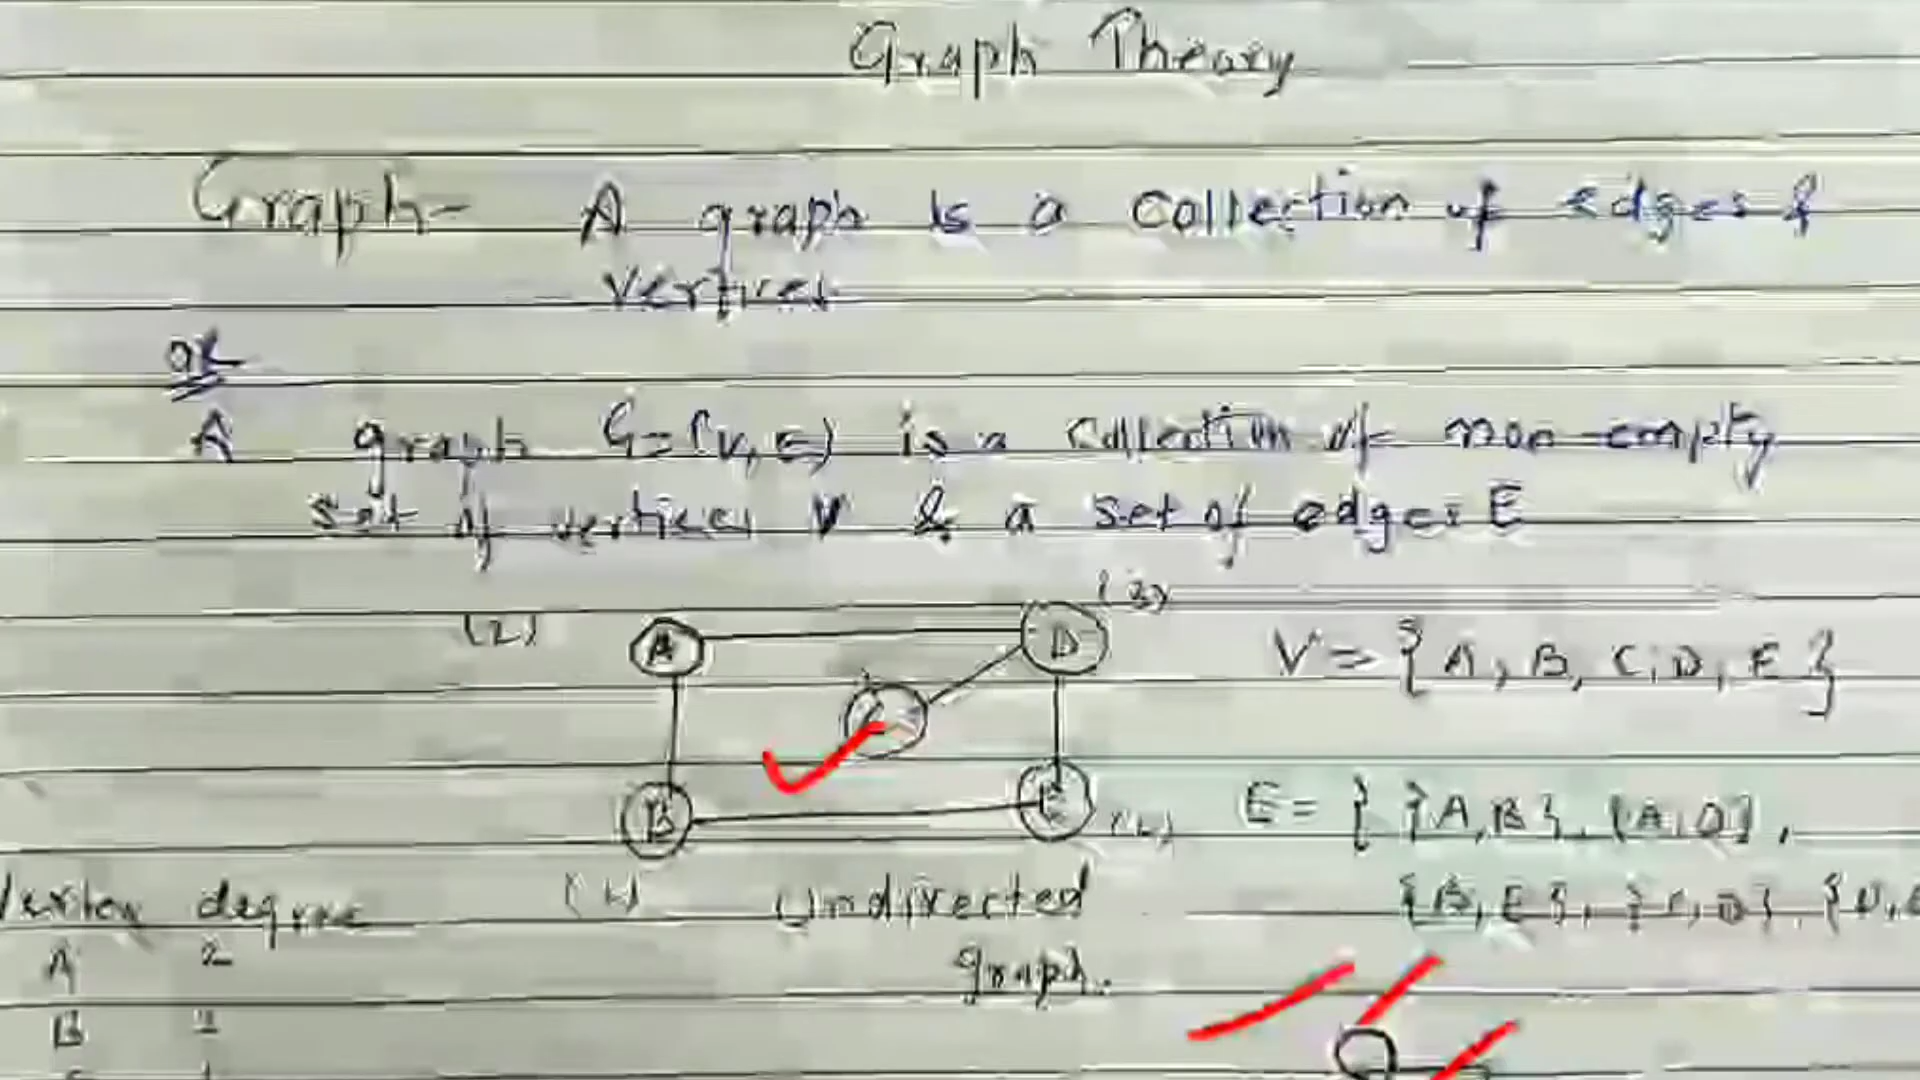 Graph Theory
Graph- A graph is a collection of edges &
vertices
or
A graph G=(V,E) is a collection of non-empty
set of vertices V & a set of edges E
(2) A D (3)
V = {A, B, C, D, E}
B E
E = { {A,B}, {A,D},
{B,E}, {C,D}, {D,
Vertex degree Undirected
A 2 graph.
B 2